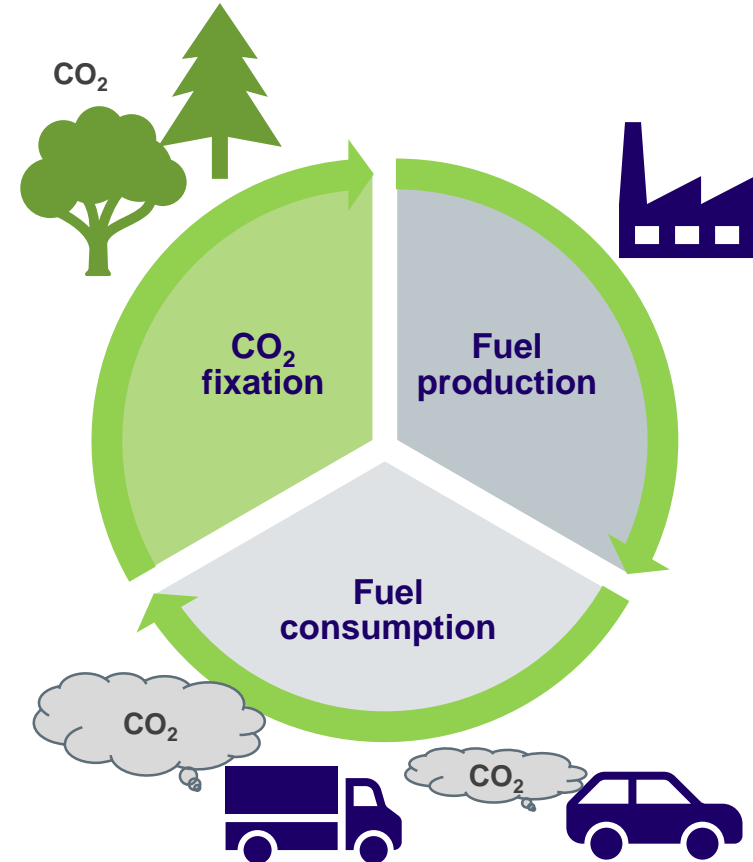 CO₂
CO₂
fixation
Fuel
production
Fuel
consumption
CO₂
CO₂